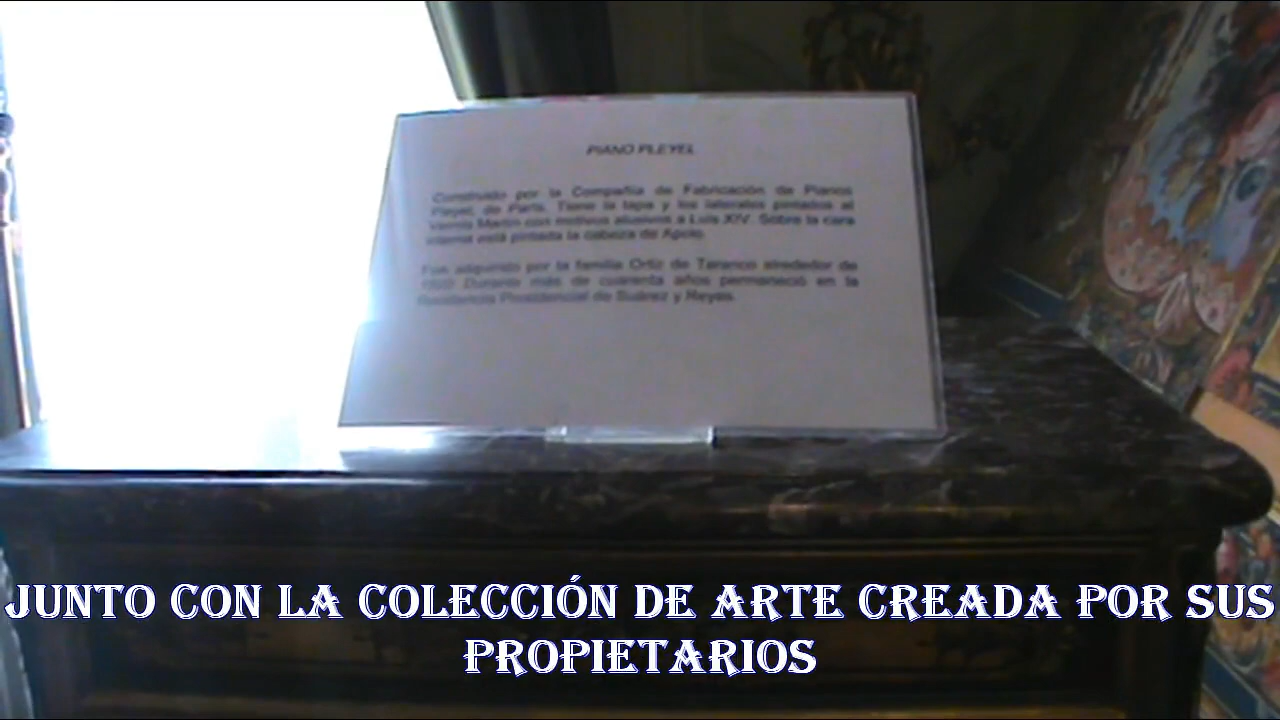 PIANO PLEYEL
Construido por la Compañía de Fabricación de Pianos
Pleyel, de París. Tiene la tapa y los laterales pintados al
Vernis Martin con motivos alusivos a Luis XIV. Sobre la cara
interna está pintada la cabeza de Apolo.
Fue adquirido por la familia Ortiz de Taranco alrededor de
Durante más de cuarenta años permaneció en la
Residencia Presidencial de Suárez y Reyes.
JUNTO CON LA COLECCIÓN DE ARTE CREADA POR SUS
PROPIETARIOS